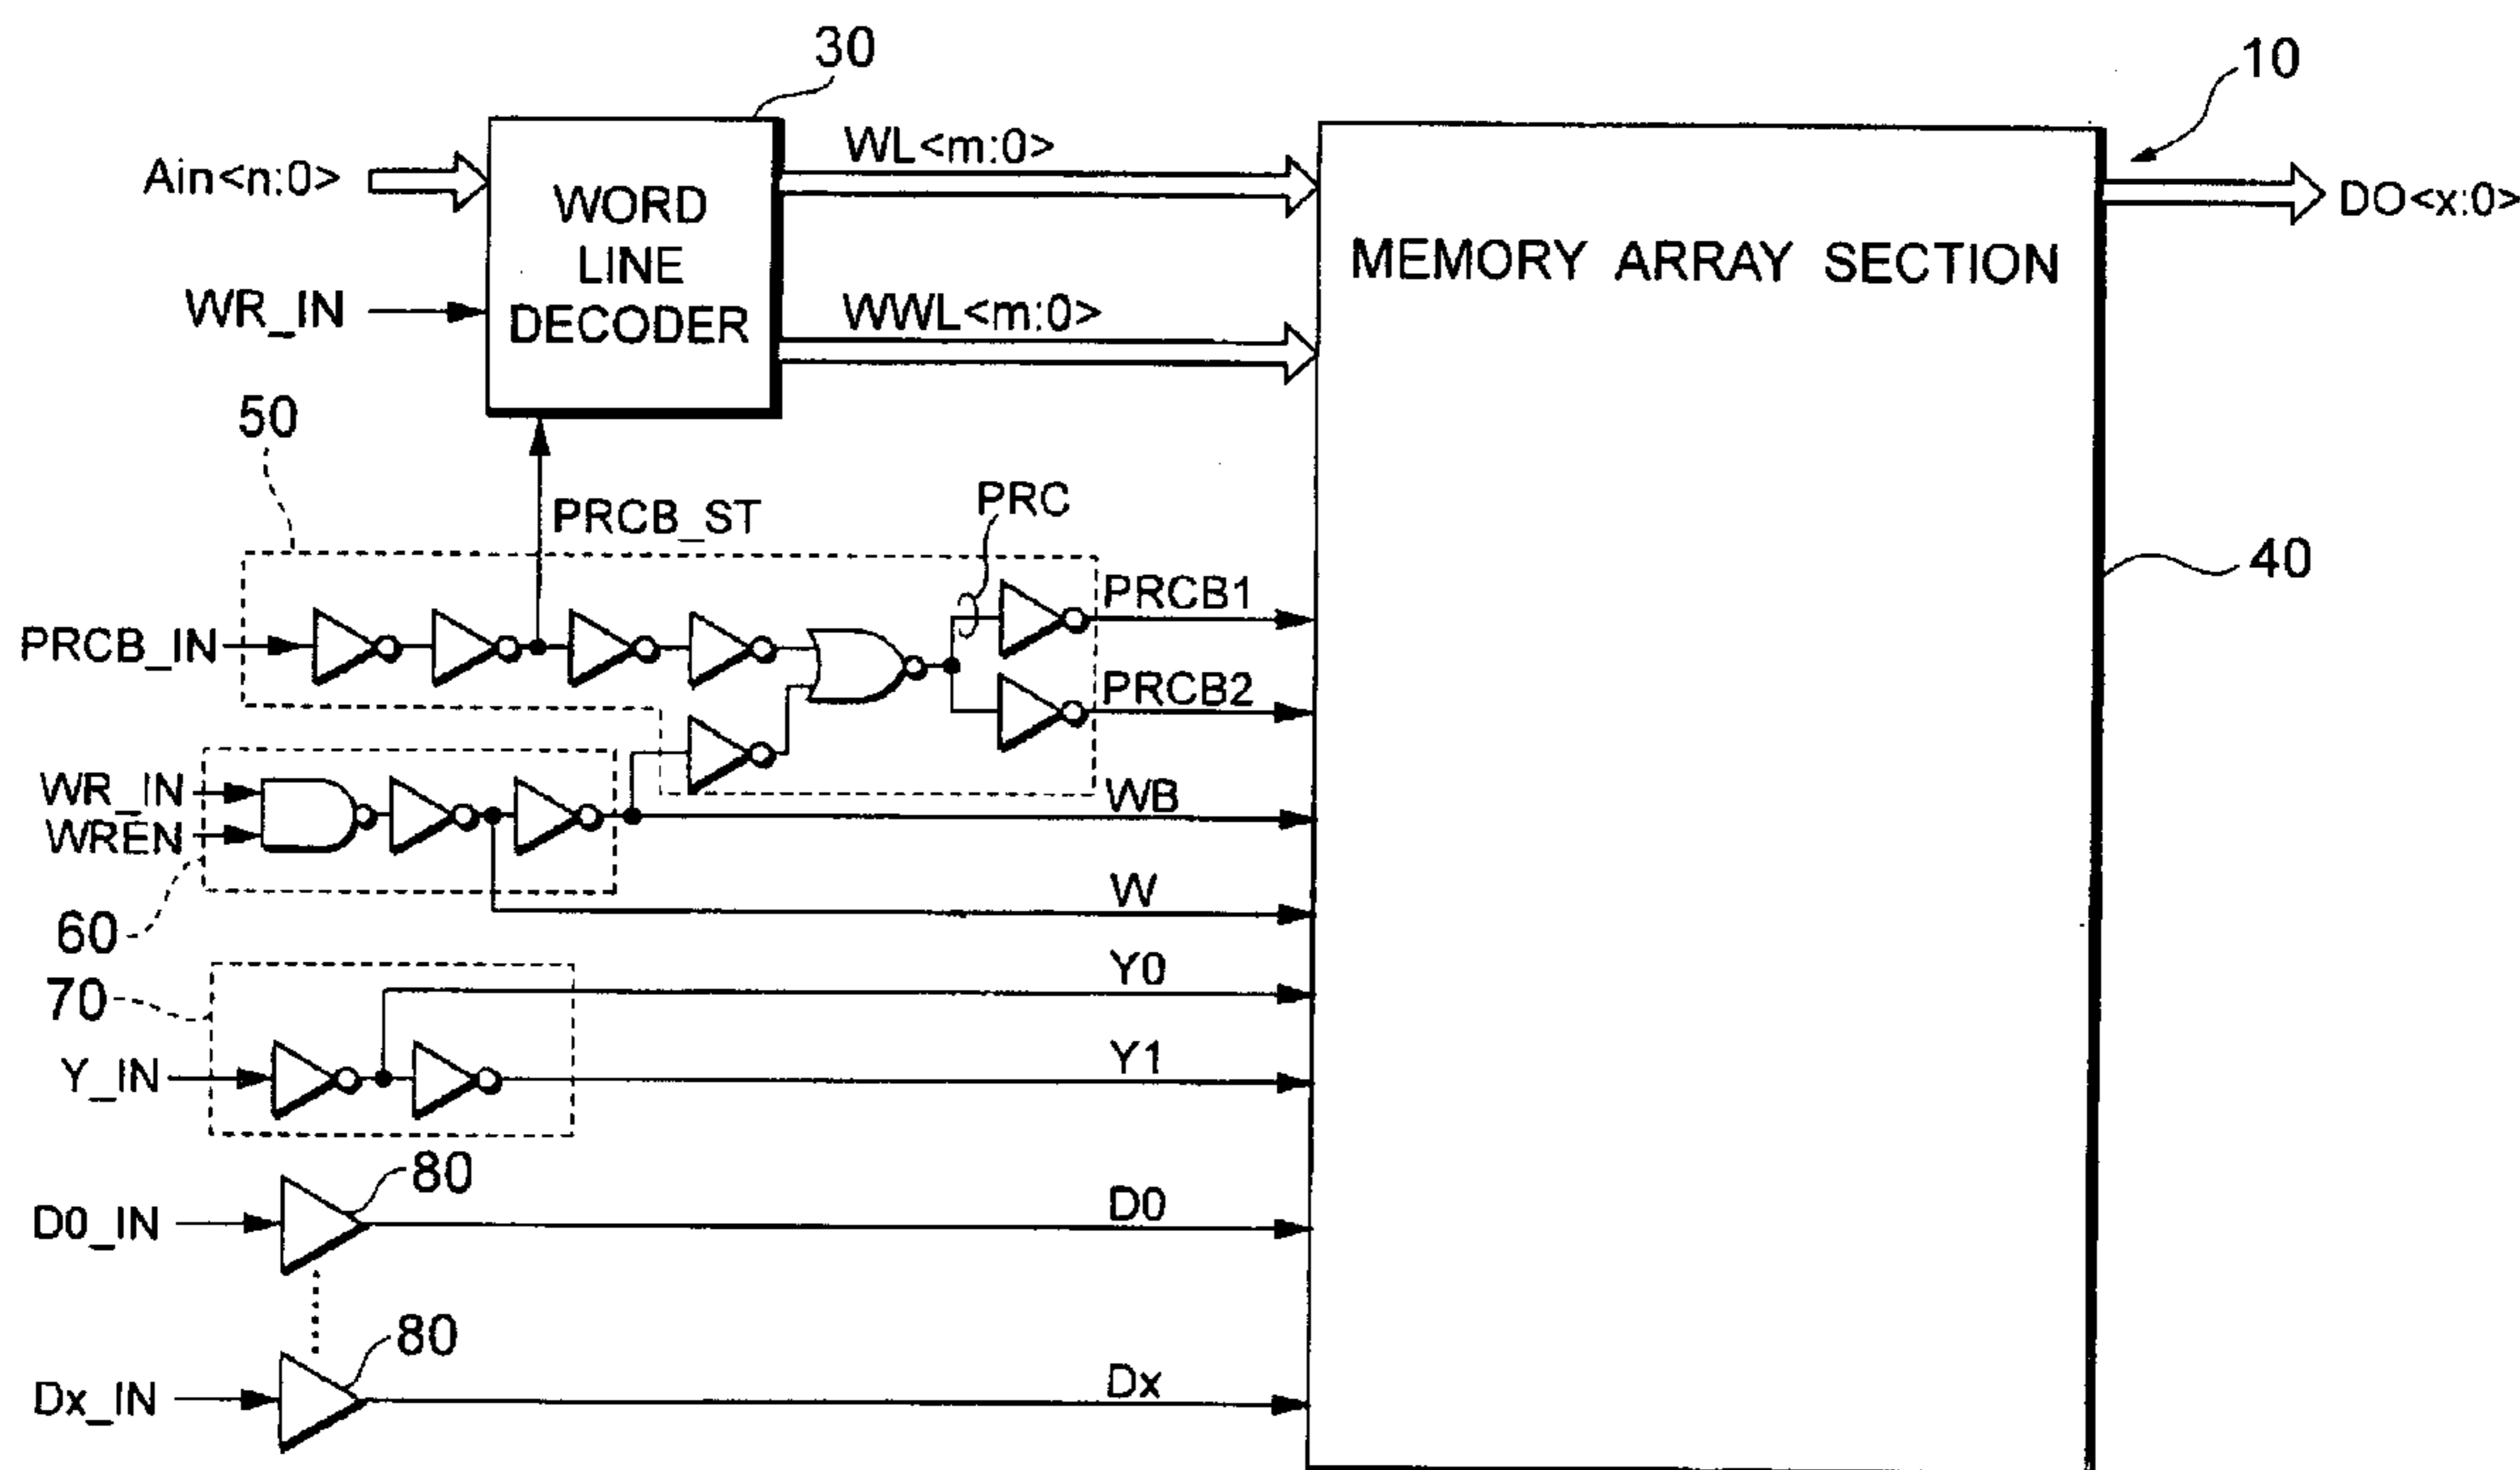 30
10
Ain<n:0>
WL<m:0>
DO<x:0>
WORD
LINE
DECODER
MEMORY ARRAY SECTION
WR_IN
WWL<m:0>
50
PRCB_ST
PRC
40
PRCB_IN
PRCB1
PRCB2
WR_IN
WREN
WB
W
60
70
Y0
Y_IN
Y1
80
D0_IN
D0
80
Dx_IN
Dx